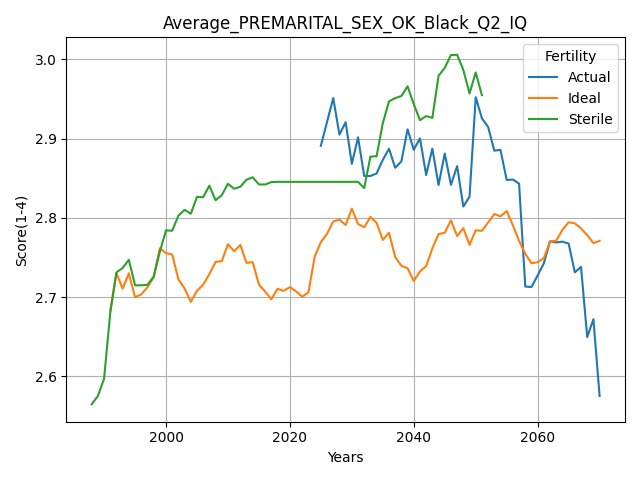 Average_PREMARITAL_SEX_OK_Black_Q2_IQ
Fertility
Actual
Ideal
Sterile
Score(1-4)
3.0
2.9
2.8
2.7
2.6
2000
2020
2040
2060
Years